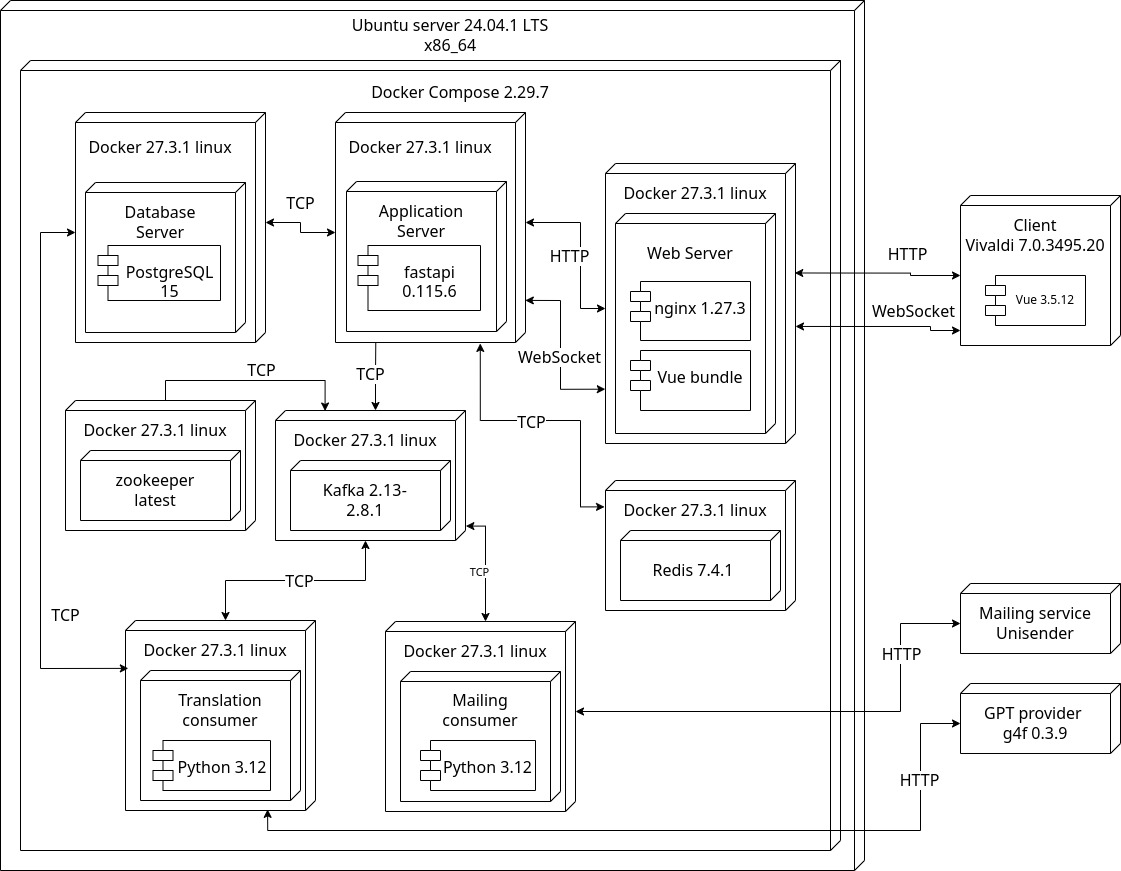 Ubuntu server 24.04.1 LTS
x86_64
Docker Compose 2.29.7
Docker 27.3.1 linux
Database
Server
PostgreSQL
15
TCP
Docker 27.3.1 linux
Application
Server
fastapi
0.115.6
HTTP
WebSocket
Docker 27.3.1 linux
Web Server
nginx 1.27.3
Vue bundle
HTTP
WebSocket
Client
Vivaldi 7.0.3495.20
Vue 3.5.12
TCP
TCP
TCP
Docker 27.3.1 linux
zookeeper
latest
Docker 27.3.1 linux
Kafka 2.13-
2.8.1
Docker 27.3.1 linux
Redis 7.4.1
TCP
TCP
TCP
Docker 27.3.1 linux
Translation
consumer
Python 3.12
Docker 27.3.1 linux
Mailing
consumer
Python 3.12
Mailing service
Unisender
HTTP
GPT provider
g4f 0.3.9
HTTP